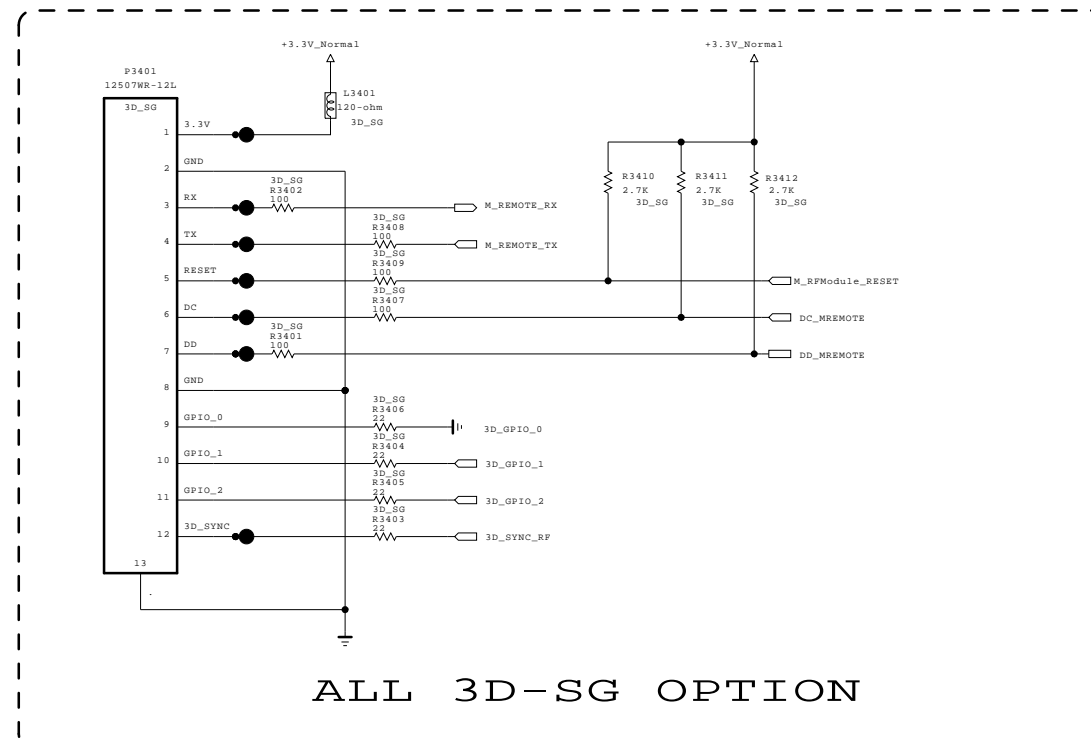 +3.3V_Normal
+3.3V_Normal
P3401
12507WR-12L
3D_SG
L3401
120-ohm
3D_SG
1
3.3V
2
GND
3D_SG
R3402
100
3
RX
M_REMOTE_RX
R3410
2.7K
3D_SG
R3411
2.7K
3D_SG
R3412
2.7K
3D_SG
3D_SG
R3408
100
4
TX
M_REMOTE_TX
3D_SG
R3409
100
5
RESET
M_RFModule_RESET
3D_SG
R3407
100
6
DC
DC_MREMOTE
3D_SG
R3401
100
7
DD
DD_MREMOTE
8
GND
3D_SG
R3406
22
9
GPIO_0
3D_GPIO_0
3D_SG
R3404
22
10
GPIO_1
3D_GPIO_1
3D_SG
R3405
22
11
GPIO_2
3D_GPIO_2
3D_SG
R3403
22
12
3D_SYNC
3D_SYNC_RF
13
.
ALL 3D-SG OPTION